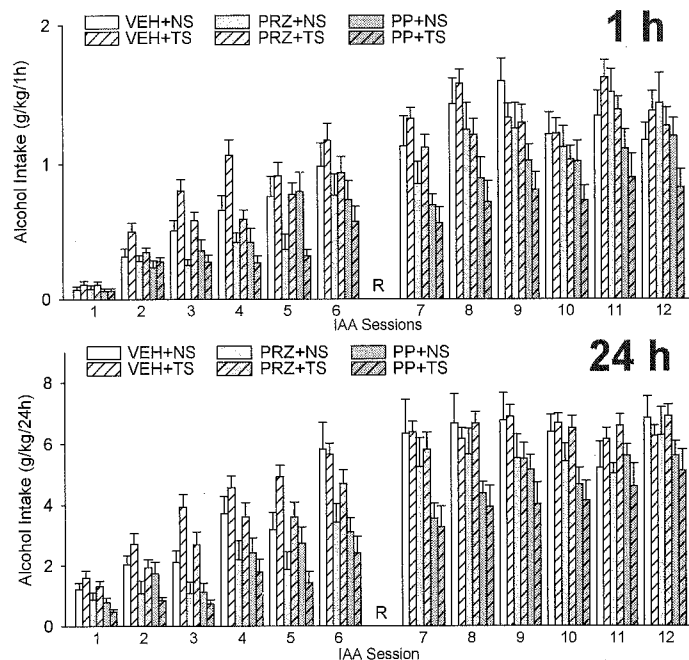 VEH+NS PRZ+NS PP+NS
VEH+TS PRZ+TS PP+TS
1 h
Alcohol Intake (g/kg/1h)
2
1
0
R
1 2 3 4 5 6 7 8 9 10 11 12
IAA Sessions
VEH+NS PRZ+NS PP+NS
VEH+TS PRZ+TS PP+TS
24 h
Alcohol Intake (g/kg/24h)
8
6
4
2
0
R
1 2 3 4 5 6 7 8 9 10 11 12
IAA Session